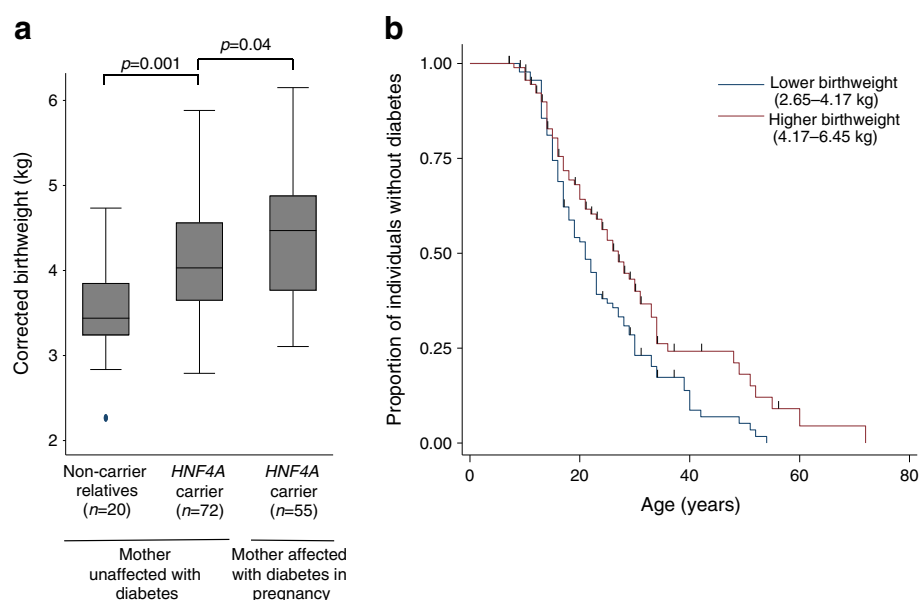 a
p=0.04
p=0.001
6
5
4
3
2
Corrected birthweight (kg)
Non-carrier
relatives
(n=20)
HNF4A
carrier
(n=72)
HNF4A
carrier
(n=55)
Mother
unaffected with
diabetes
Mother affected
with diabetes in
pregnancy
b
1.00
0.75
0.50
0.25
0.00
Proportion of individuals without diabetes
Lower birthweight
(2.65–4.17 kg)
Higher birthweight
(4.17–6.45 kg)
0 20 40 60 80
Age (years)